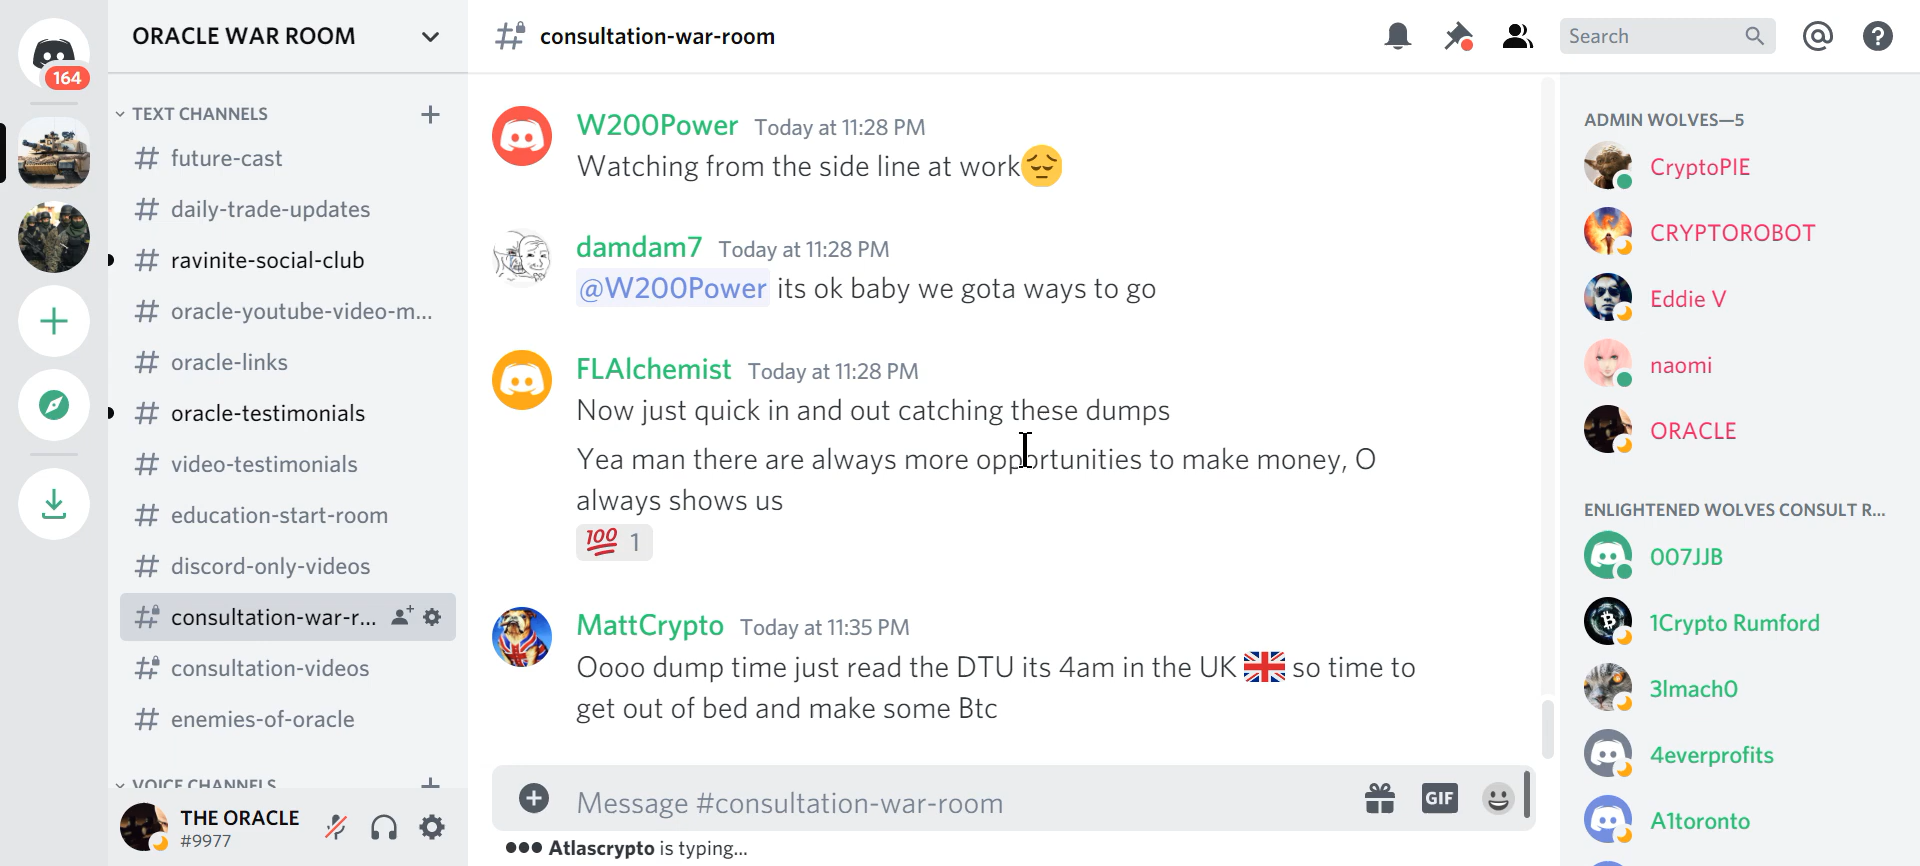 164
ORACLE WAR ROOM
TEXT CHANNELS
# future-cast
# daily-trade-updates
# ravinite-social-club
# oracle-youtube-video-m...
# oracle-links
# oracle-testimonials
# video-testimonials
# education-start-room
# discord-only-videos
# consultation-war-r...
# consultation-videos
# enemies-of-oracle
VOICE CHANNELS
THE ORACLE
#9977
# consultation-war-room
W200Power Today at 11:28 PM
Watching from the side line at work😔
damdam7 Today at 11:28 PM
@W200Power its ok baby we gota ways to go
FLAlchemist Today at 11:28 PM
Now just quick in and out catching these dumps
Yea man there are always more opportunities to make money, O
always shows us
💯 1
MattCrypto Today at 11:35 PM
Oooo dump time just read the DTU its 4am in the UK 🇬🇧 so time to
get out of bed and make some Btc
Message #consultation-war-room
GIF
Atlascrypto is typing...
Search
ADMIN WOLVES—5
CryptoPIE
CRYPTOROBOT
Eddie V
naomi
ORACLE
ENLIGHTENED WOLVES CONSULT R...
007JJB
1Crypto Rumford
3lmach0
4everprofits
A1toronto